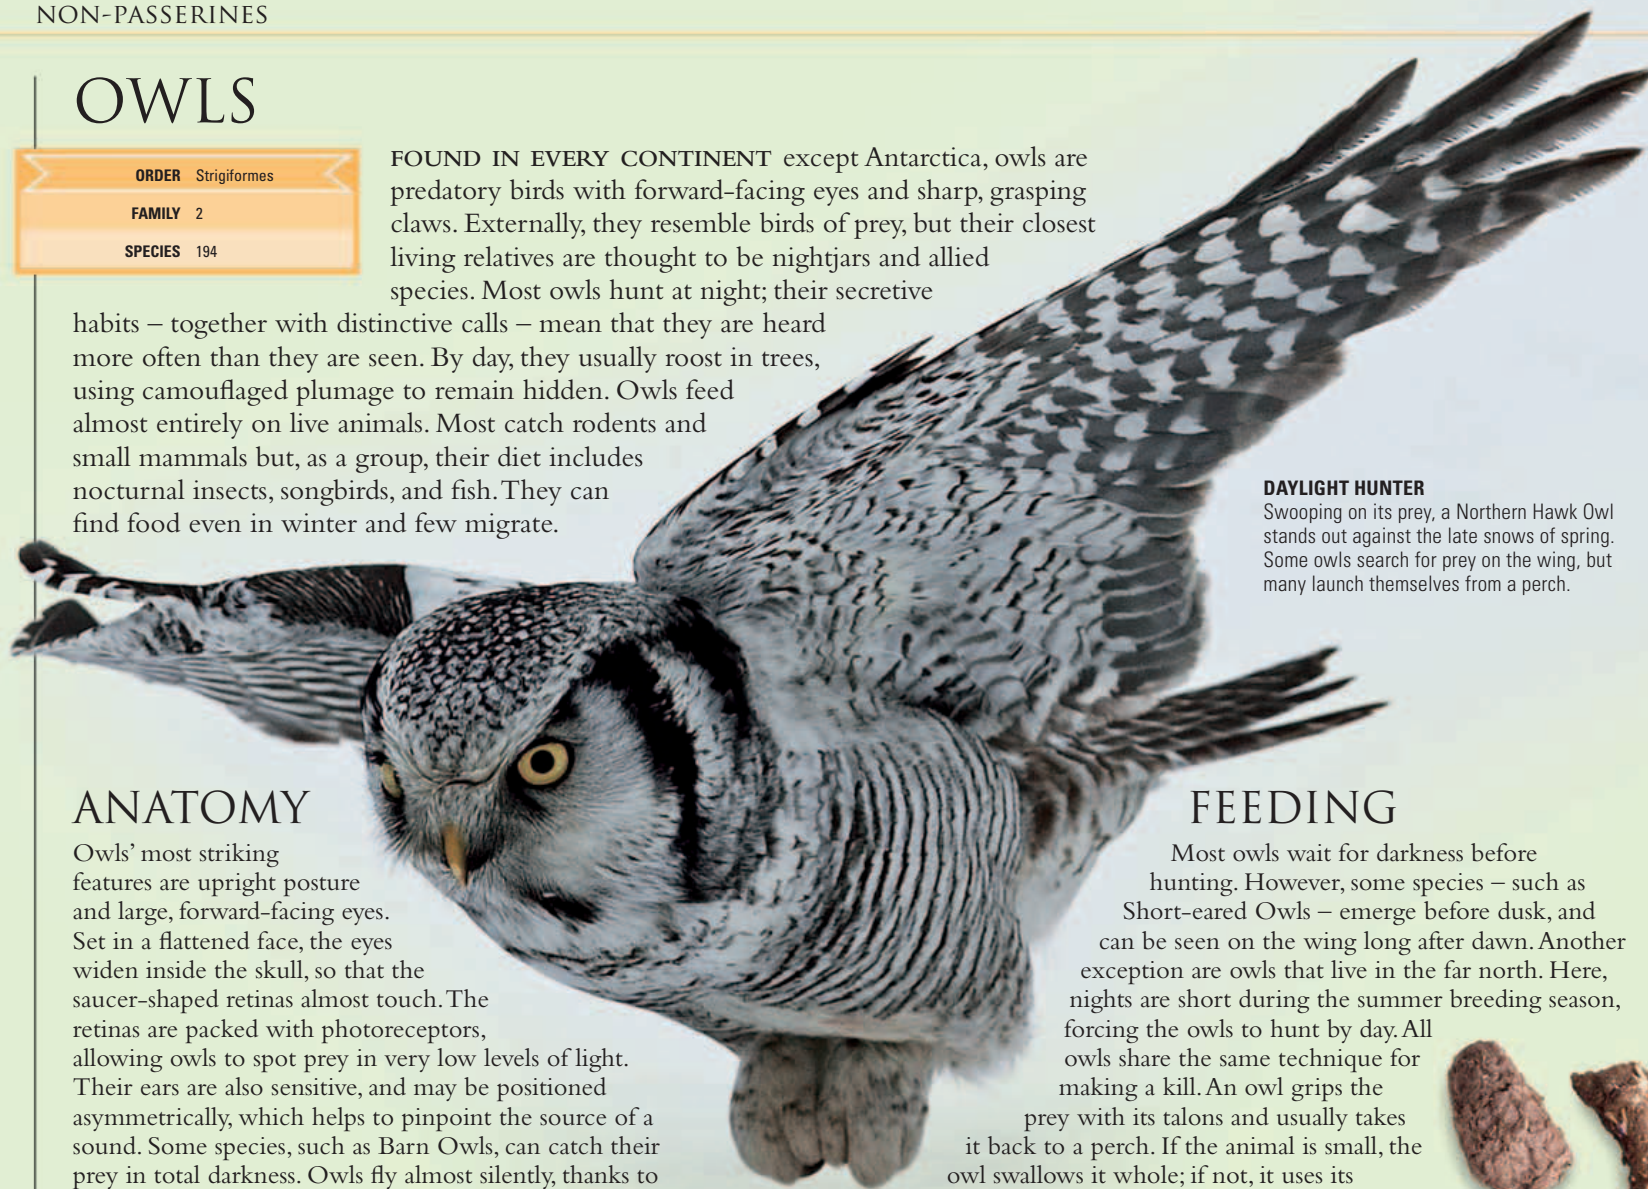 NON-PASSERINES
OWLS
ORDER Strigiformes
FAMILY 2
SPECIES 194
FOUND IN EVERY CONTINENT except Antarctica, owls are
predatory birds with forward-facing eyes and sharp, grasping
claws. Externally, they resemble birds of prey, but their closest
living relatives are thought to be nightjars and allied
species. Most owls hunt at night; their secretive
habits – together with distinctive calls – mean that they are heard
more often than they are seen. By day, they usually roost in trees,
using camouflaged plumage to remain hidden. Owls feed
almost entirely on live animals. Most catch rodents and
small mammals but, as a group, their diet includes
nocturnal insects, songbirds, and fish. They can
find food even in winter and few migrate.
DAYLIGHT HUNTER
Swooping on its prey, a Northern Hawk Owl
stands out against the late snows of spring.
Some owls search for prey on the wing, but
many launch themselves from a perch.
ANATOMY
Owls’ most striking
features are upright posture
and large, forward-facing eyes.
Set in a flattened face, the eyes
widen inside the skull, so that the
saucer-shaped retinas almost touch. The
retinas are packed with photoreceptors,
allowing owls to spot prey in very low levels of light.
Their ears are also sensitive, and may be positioned
asymmetrically, which helps to pinpoint the source of a
sound. Some species, such as Barn Owls, can catch their
prey in total darkness. Owls fly almost silently, thanks to
FEEDING
Most owls wait for darkness before
hunting. However, some species – such as
Short-eared Owls – emerge before dusk, and
can be seen on the wing long after dawn. Another
exception are owls that live in the far north. Here,
nights are short during the summer breeding season,
forcing the owls to hunt by day. All
owls share the same technique for
making a kill. An owl grips the
prey with its talons and usually takes
it back to a perch. If the animal is small, the
owl swallows it whole; if not, it uses its